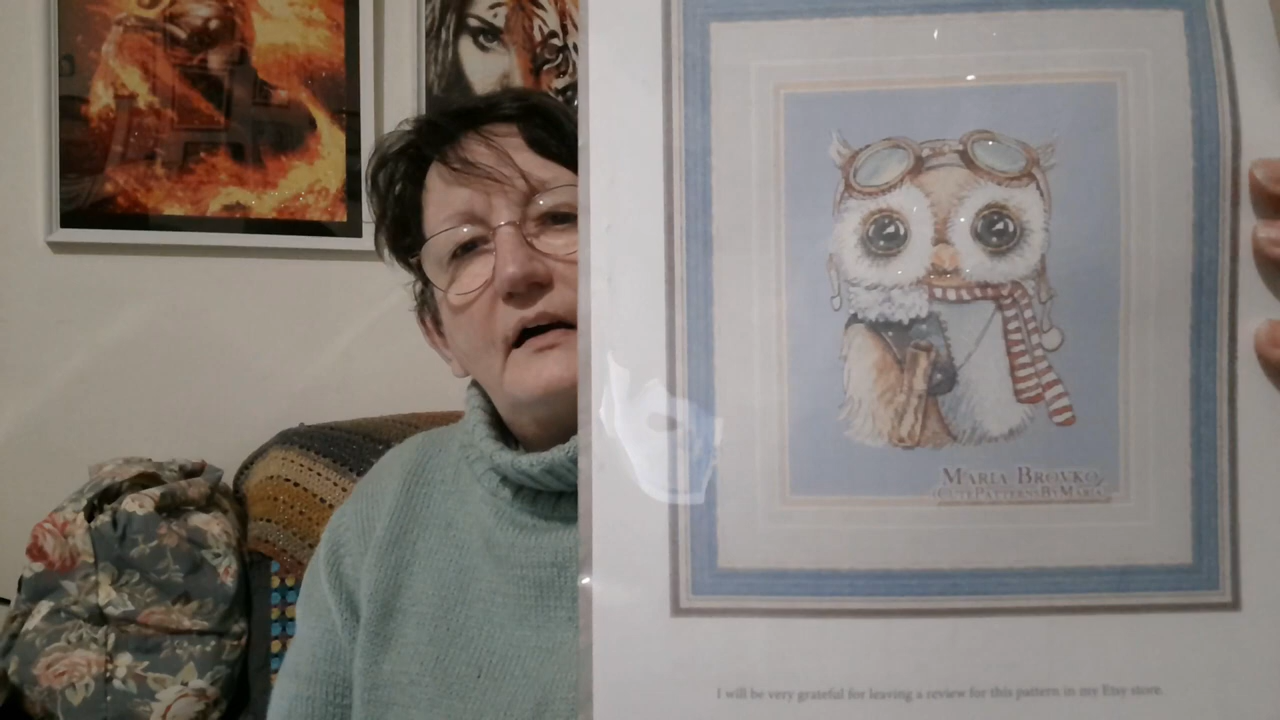 MARIA BROVKO
(CUTEPATTERNSBYMARIA)
I will be very grateful for leaving a review for this pattern in my Etsy store.